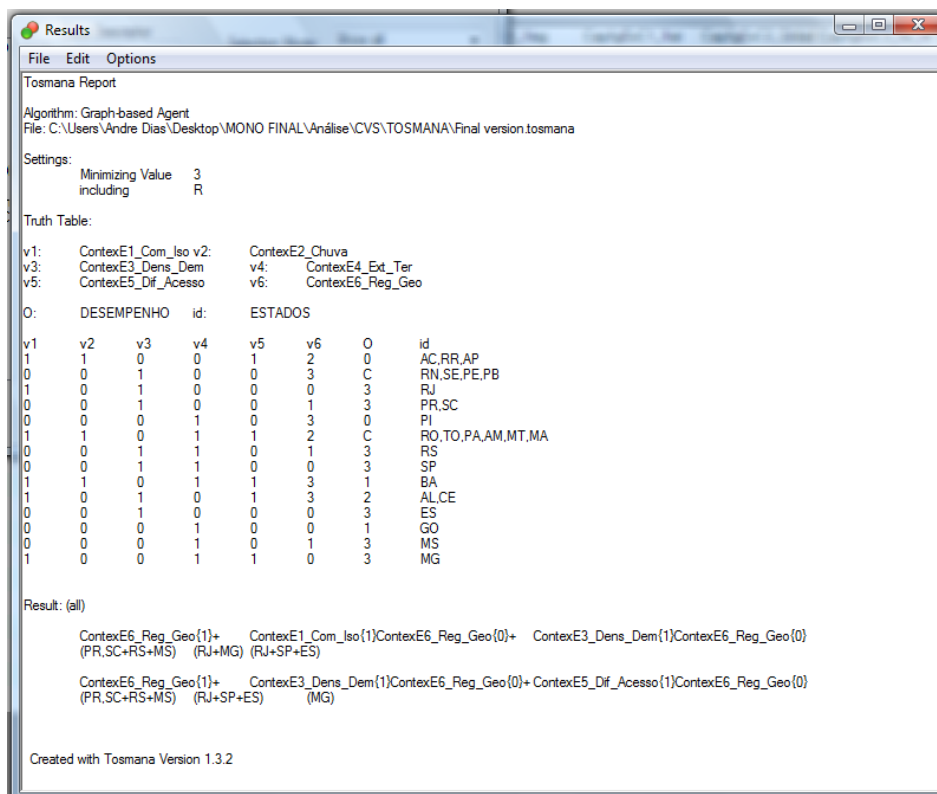 Results
File Edit Options
Tosmana Report
Algorithm: Graph-based Agent
File: C:\Users\Andre Dias\Desktop\MONO FINAL\Análise\CVS\TOSMANA\Final version.tosmana
Settings:
Minimizing Value 3
including R
Truth Table:
v1: ContexE1_Com_Iso v2: ContexE2_Chuva
v3: ContexE3_Dens_Dem v4: ContexE4_Ext_Ter
v5: ContexE5_Dif_Acesso v6: ContexE6_Reg_Geo
O: DESEMPENHO id: ESTADOS
v1 v2 v3 v4 v5 v6 O id
1 1 0 0 1 2 0 AC,RR,AP
0 0 1 0 0 3 C RN,SE,PE,PB
1 0 1 0 0 0 3 RJ
0 0 1 0 0 1 3 PR,SC
0 0 0 1 0 3 0 PI
1 1 0 1 1 2 C RO,TO,PA,AM,MT,MA
0 0 1 1 0 1 3 RS
0 0 1 1 0 0 3 SP
1 1 0 1 1 3 1 BA
1 0 1 0 1 3 2 AL,CE
0 0 1 0 0 0 3 ES
0 0 0 1 0 0 1 GO
0 0 0 1 0 1 3 MS
1 0 0 1 1 0 3 MG
Result: (all)
ContexE6_Reg_Geo{1}+ ContexE1_Com_Iso{1}ContexE6_Reg_Geo{0}+ ContexE3_Dens_Dem{1}ContexE6_Reg_Geo{0}
(PR,SC+RS+MS) (RJ+MG) (RJ+SP+ES)
ContexE6_Reg_Geo{1}+ ContexE3_Dens_Dem{1}ContexE6_Reg_Geo{0}+ ContexE5_Dif_Acesso{1}ContexE6_Reg_Geo{0}
(PR,SC+RS+MS) (RJ+SP+ES) (MG)
Created with Tosmana Version 1.3.2